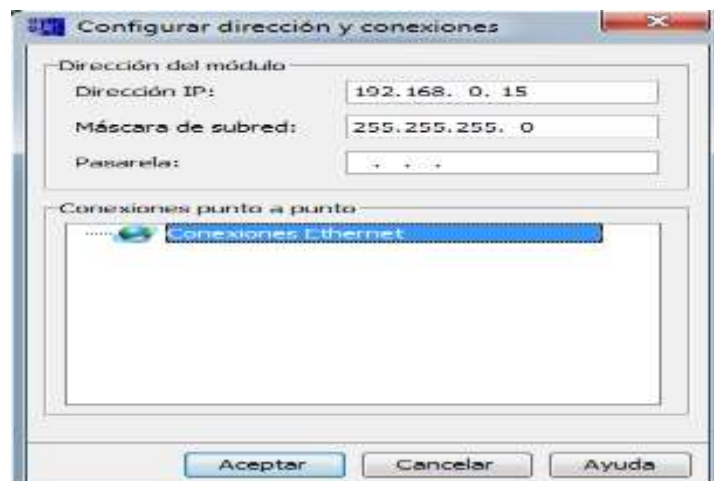 Configurar dirección y conexiones
Dirección del módulo
Dirección IP: 192.168. 0. 15
Máscara de subred: 255.255.255. 0
Pasarela: . . .
Conexiones punto a punto
Conexiones Ethernet
Aceptar Cancelar Ayuda